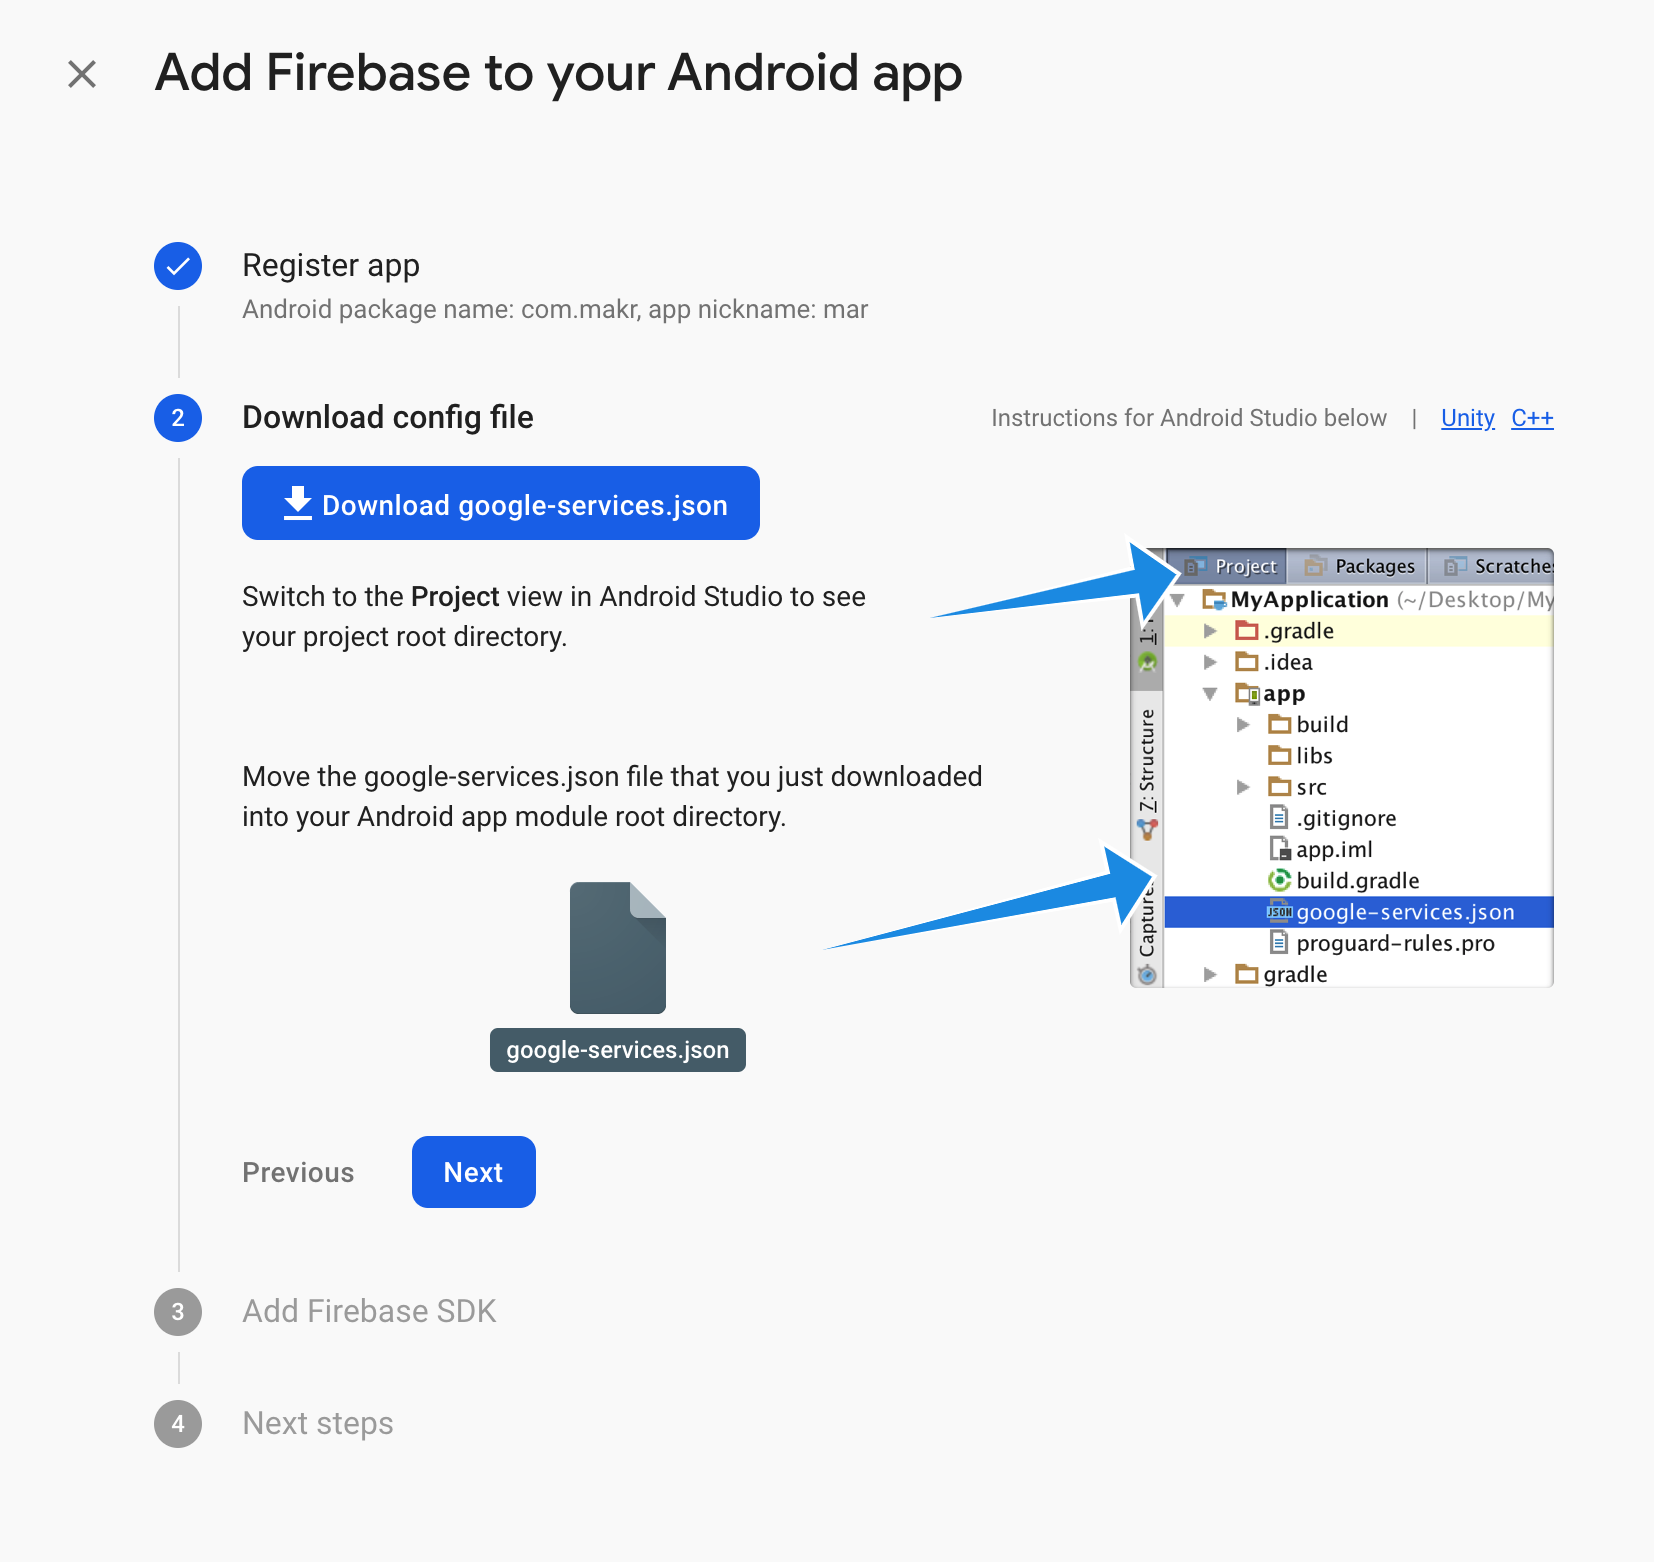 Add Firebase to your Android app
Register app
Android package name: com.makr, app nickname: mar
2
Download config file
Instructions for Android Studio below | Unity C++
Download google-services.json
Switch to the Project view in Android Studio to see
your project root directory.
Move the google-services.json file that you just downloaded
into your Android app module root directory.
google-services.json
Project Packages Scratches
MyApplication (~/Desktop/My
.gradle
.idea
app
build
libs
src
.gitignore
app.iml
build.gradle
JSON google-services.json
proguard-rules.pro
gradle
1:
7: Structure
Captures
Previous Next
3
Add Firebase SDK
4
Next steps